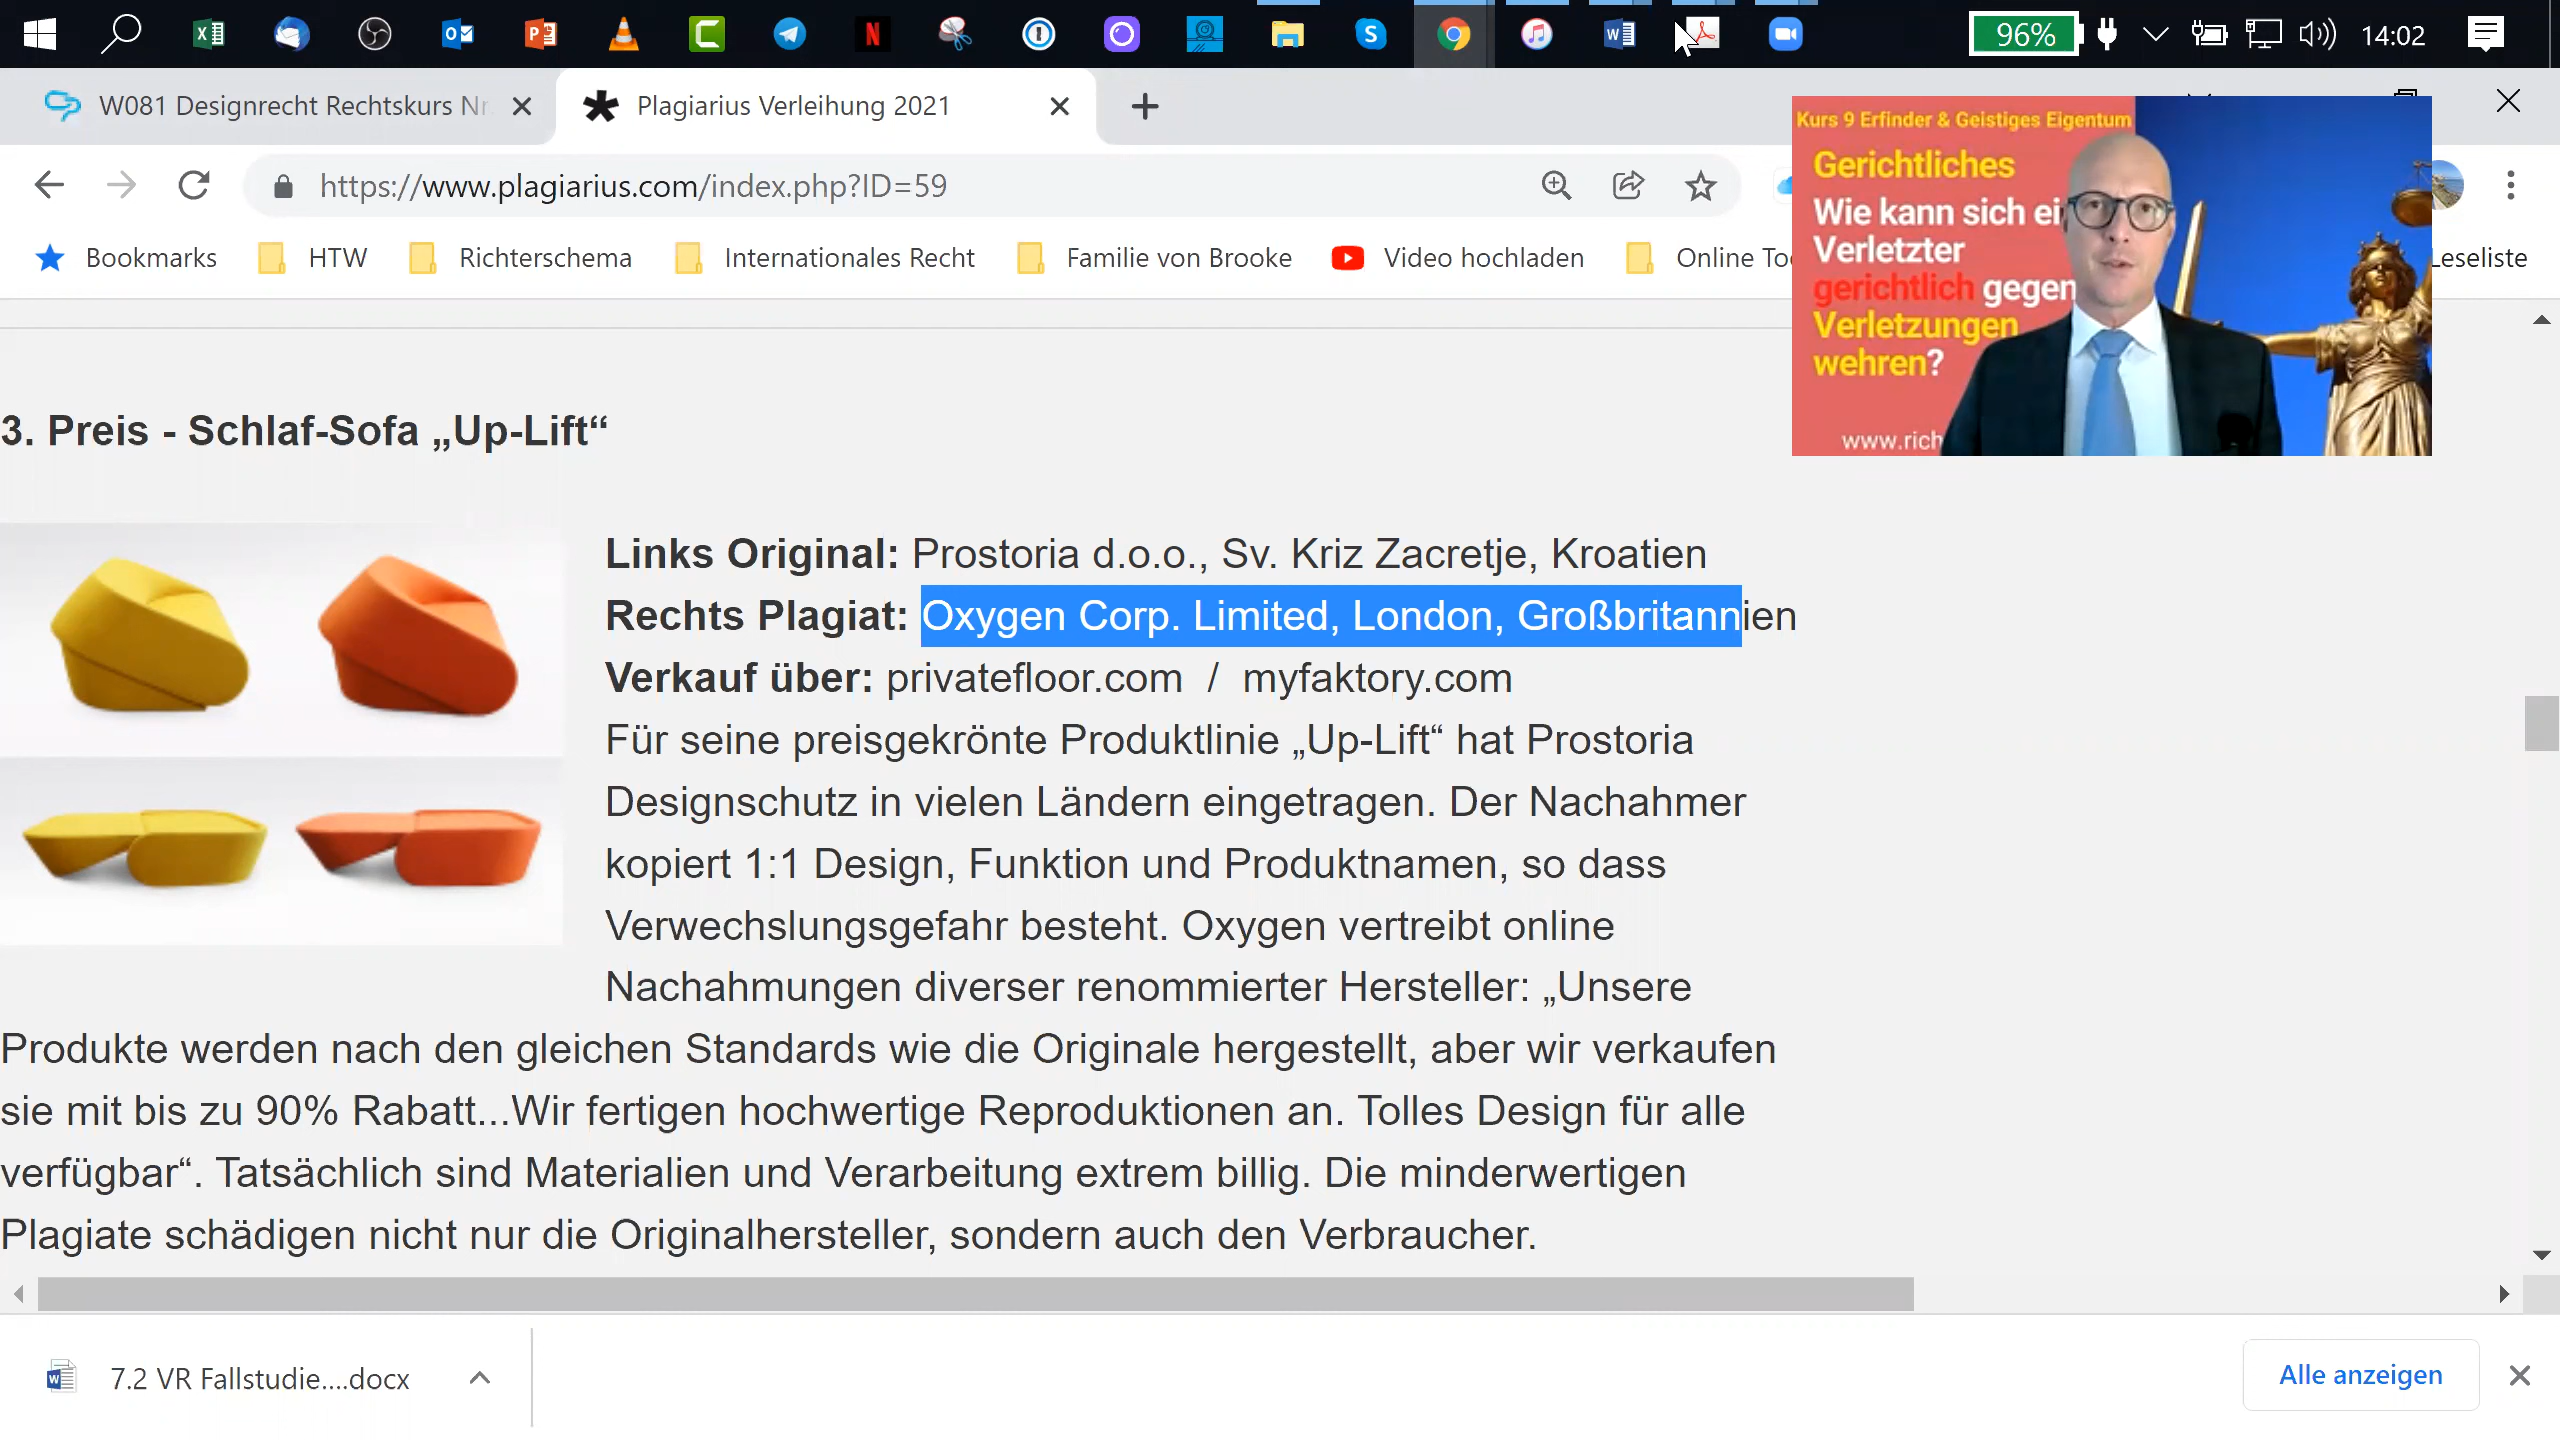 96%
14:02
W081 Designrecht Rechtskurs Nr
Plagiarius Verleihung 2021
https://www.plagiarius.com/index.php?ID=59
Bookmarks
HTW
Richterschema
Internationales Recht
Familie von Brooke
Video hochladen
Online
Leseliste
Kurs 9 Erfinder & Geistiges Eigentum
Gerichtliches
Wie kann sich ei
Verletzter
gerichtlich gegen
Verletzungen
wehren?
www.rich
3. Preis - Schlaf-Sofa „Up-Lift“
Links Original: Prostoria d.o.o., Sv. Kriz Zacretje, Kroatien
Rechts Plagiat: Oxygen Corp. Limited, London, Großbritannien
Verkauf über: privatefloor.com / myfaktory.com
Für seine preisgekrönte Produktlinie „Up-Lift“ hat Prostoria
Designschutz in vielen Ländern eingetragen. Der Nachahmer
kopiert 1:1 Design, Funktion und Produktnamen, so dass
Verwechslungsgefahr besteht. Oxygen vertreibt online
Nachahmungen diverser renommierter Hersteller: „Unsere
Produkte werden nach den gleichen Standards wie die Originale hergestellt, aber wir verkaufen
sie mit bis zu 90% Rabatt...Wir fertigen hochwertige Reproduktionen an. Tolles Design für alle
verfügbar“. Tatsächlich sind Materialien und Verarbeitung extrem billig. Die minderwertigen
Plagiate schädigen nicht nur die Originalhersteller, sondern auch den Verbraucher.
7.2 VR Fallstudie....docx
Alle anzeigen